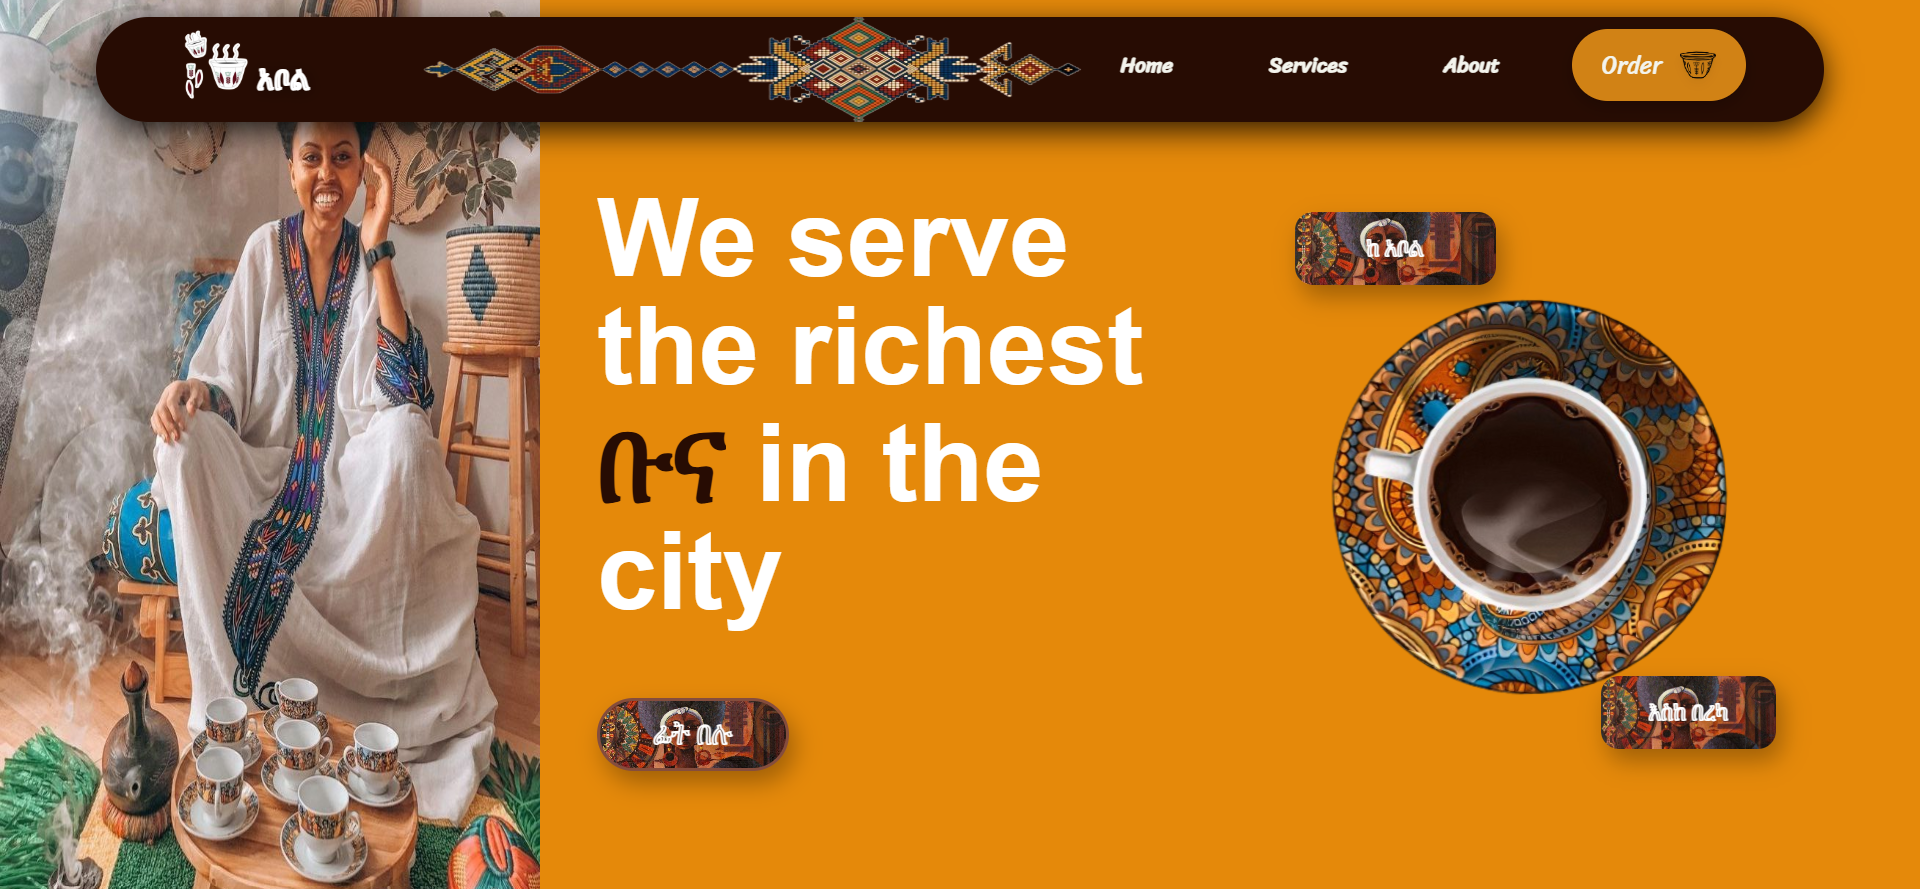 አቦል
Home
Services
About
Order
We serve
the richest
ቡና in the
city
ከ አቦል
እስከ በረካ
ፊት በሉ